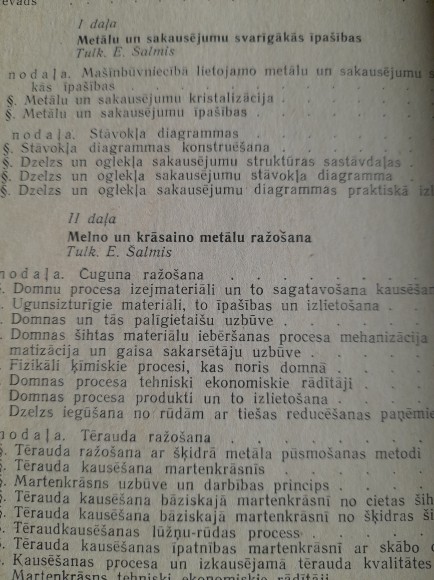 I daļa
Metālu un sakausējumu svarīgākās īpašības
Tulk. E. Salmis
nodaļa. Mašīnbūvniecībā lietojamo metālu un sakausējumu
kās īpašības
§. Metālu un sakausējumu kristalizācija
§. Metālu un sakausējumu īpašības
nodaļa. Stāvokļa diagrammas
§. Stāvokļa diagrammas konstruēšana
§. Dzelzs un oglekļa sakausējumu struktūras sastāvdaļas
§. Dzelzs un oglekļa sakausējumu stāvokļa diagramma
§. Dzelzs un oglekļa sakausējumu diagrammas praktiskā
II daļa
Melno un krāsaino metālu ražošana
Tulk. E. Salmis
nodaļa. Čuguna ražošana
Domnu procesa izejmateriāli un to sagatavošana
Ugunsizturīgie materiāli, to īpašības un izlietošana
Domnas un tās palīgietaišu uzbūve
Domnas šihtas materiālu iebēršanas procesa mehanizācija
matizācija un gaisa sakarsētāju uzbūve
Fizikāli ķīmiskie procesi, kas noris domnā
Domnas procesa tehniski ekonomiskie rādītāji
Domnas procesa produkti un to izlietošana
Dzelzs iegūšana no rūdām ar tiešas reducēšanas
nodaļa. Tērauda ražošana
§. Tērauda ražošana ar šķidrā metāla pūsmošanas metodi
Tērauda kausēšana martenkrāsnīs
Martenkrāsns uzbūve un darbības princips
Tērauda kausēšana bāziskajā martenkrāsnī no cietas
Tērauda kausēšana bāziskajā martenkrāsnī no šķidras
Tēraudkausēšanas lūžņu-rūdas process
Tērauda kausēšanas īpatnības martenkrāsnī ar skābo
Kausēšanas procesa un izkausējamā tērauda kvalitātes
Martenkrāsns tehniski ekonomiskie rādītāji